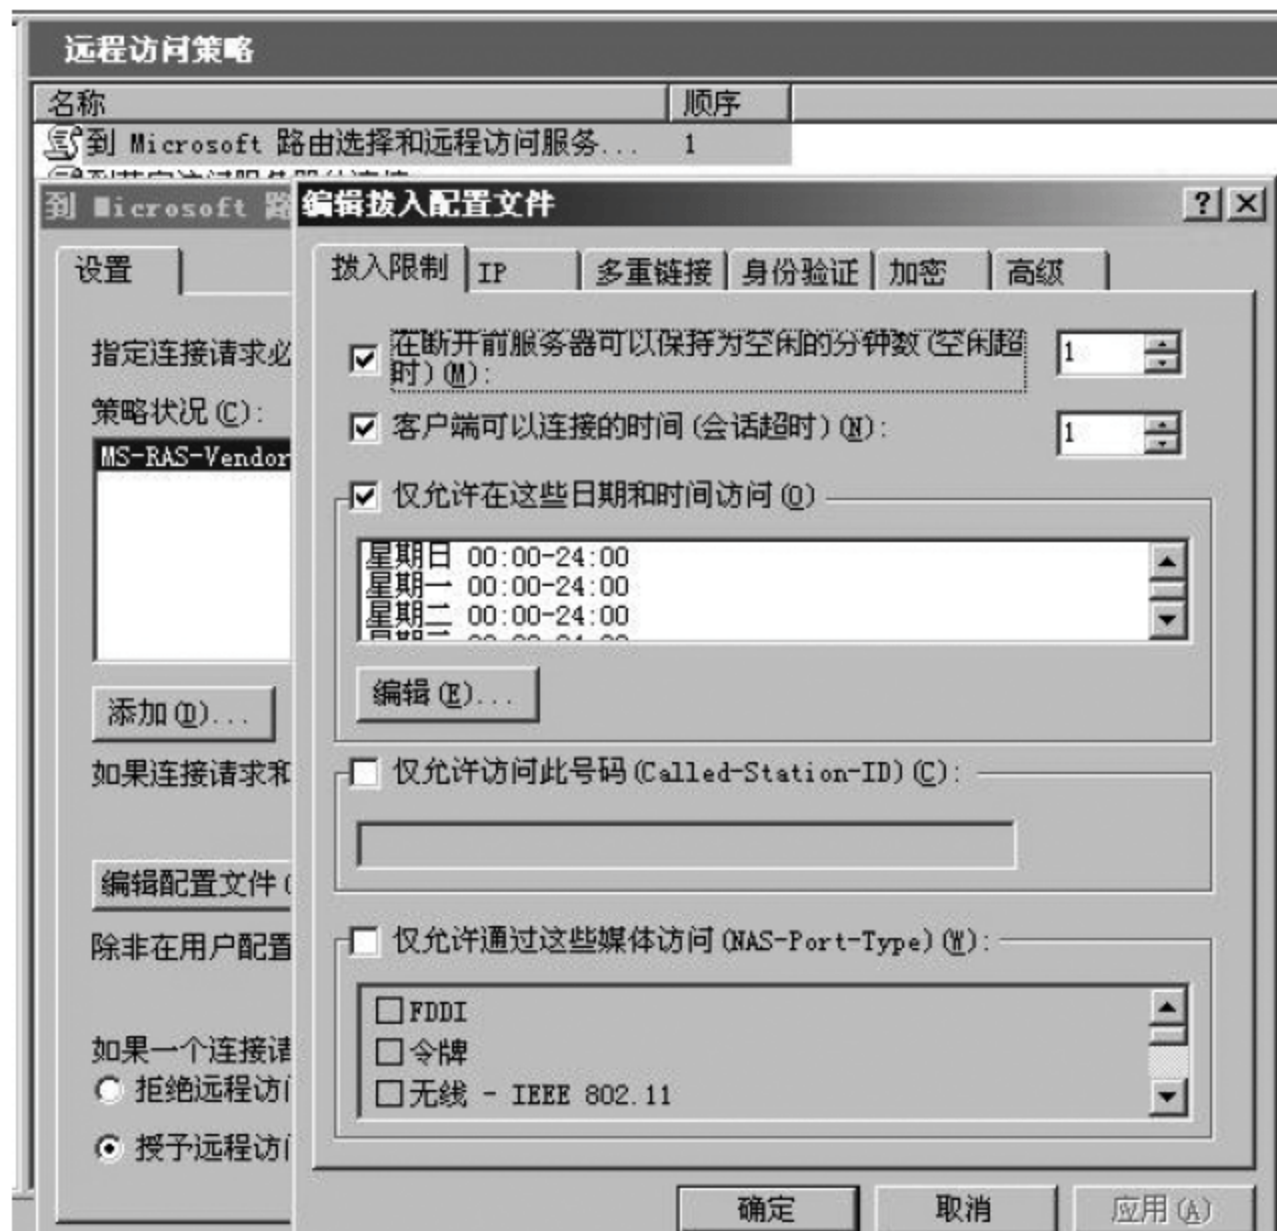 远程访问策略
名称 顺序
到 Microsoft 路由选择和远程访问服务... 1
到 Microsoft 路
编辑拨入配置文件
设置
拨入限制 IP 多重链接 身份验证 加密 高级
指定连接请求必
在断开前服务器可以保持为空闲的分钟数(空闲超
时)(M): 1
策略状况(C):
客户端可以连接的时间(会话超时)(N): 1
MS-RAS-Vendor
仅允许在这些日期和时间访问(O)
星期日 00:00-24:00
星期一 00:00-24:00
星期二 00:00-24:00
编辑(E)...
添加(D)...
如果连接请求和
仅允许访问此号码(Called-Station-ID)(C):
编辑配置文件(
除非在用户配置
仅允许通过这些媒体访问(NAS-Port-Type)(W):
FDDI
令牌
无线 - IEEE 802.11
如果一个连接请
拒绝远程访问
授予远程访问
确定 取消 应用(A)